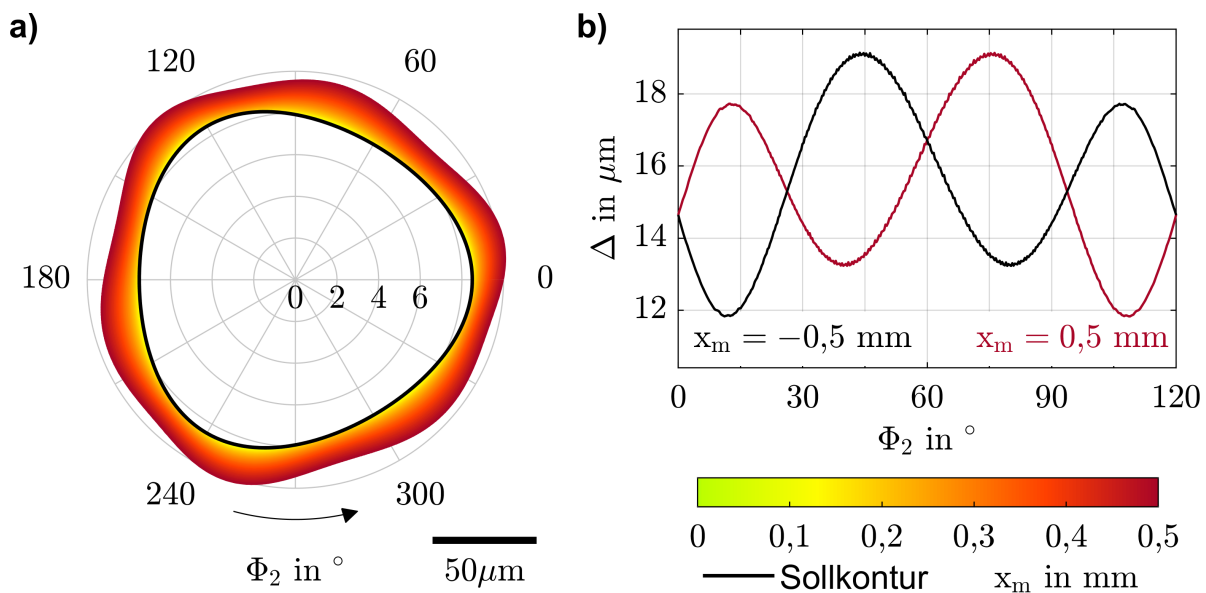 a)
120
60
180
0 2 4 6
0
240
300
Φ₂ in °
50μm
b)
Δ in μm
18
16
14
12
xₘ = −0,5 mm
xₘ = 0,5 mm
0 30 60 90 120
Φ₂ in °
0 0,1 0,2 0,3 0,4 0,5
Sollkontur
xₘ in mm